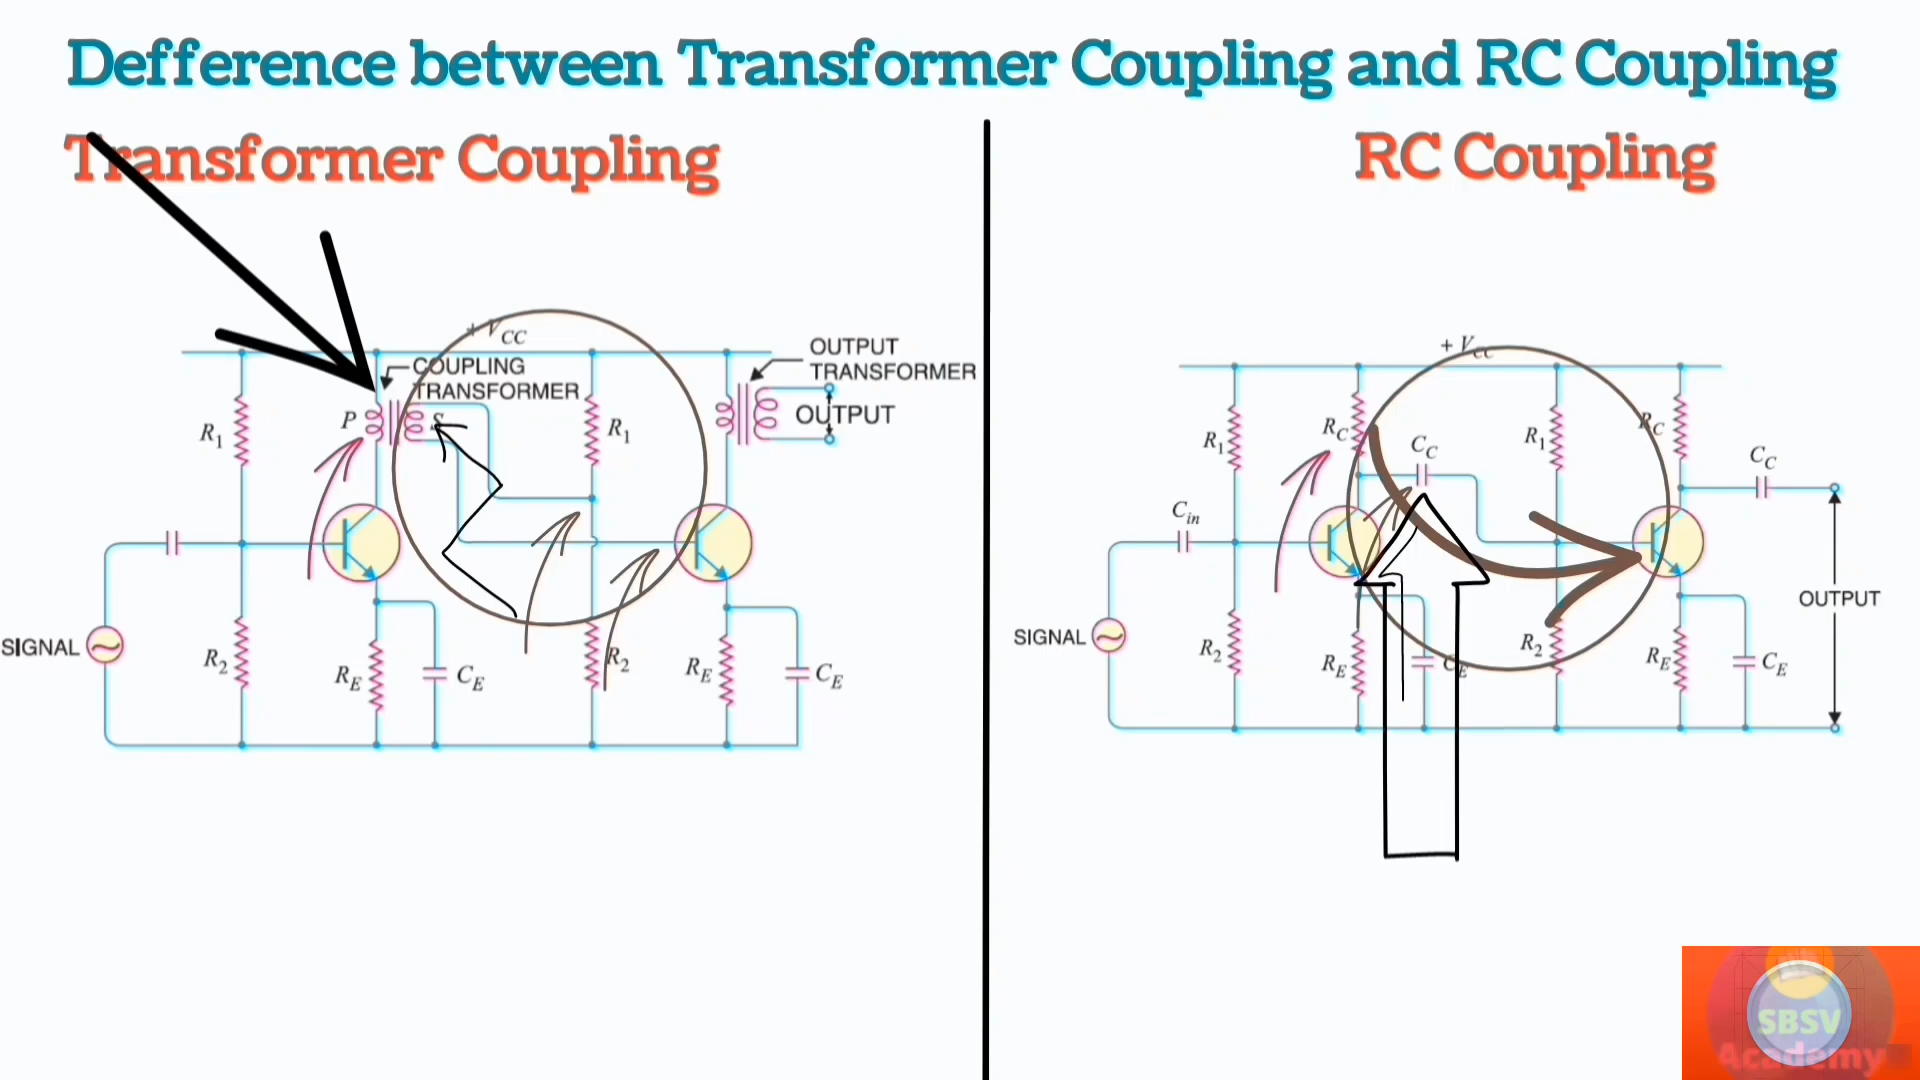 Defference between Transformer Coupling and RC Coupling
Transformer Coupling
RC Coupling
+ VCC
COUPLING
TRANSFORMER
OUTPUT
TRANSFORMER
OUTPUT
P
S
R1
R1
SIGNAL
R2
RE
CE
R2
RE
CE
+ VCC
R1
RC
CC
R1
RC
CC
Cin
OUTPUT
SIGNAL
R2
RE
CE
R2
RE
CE
SBSV
Academy